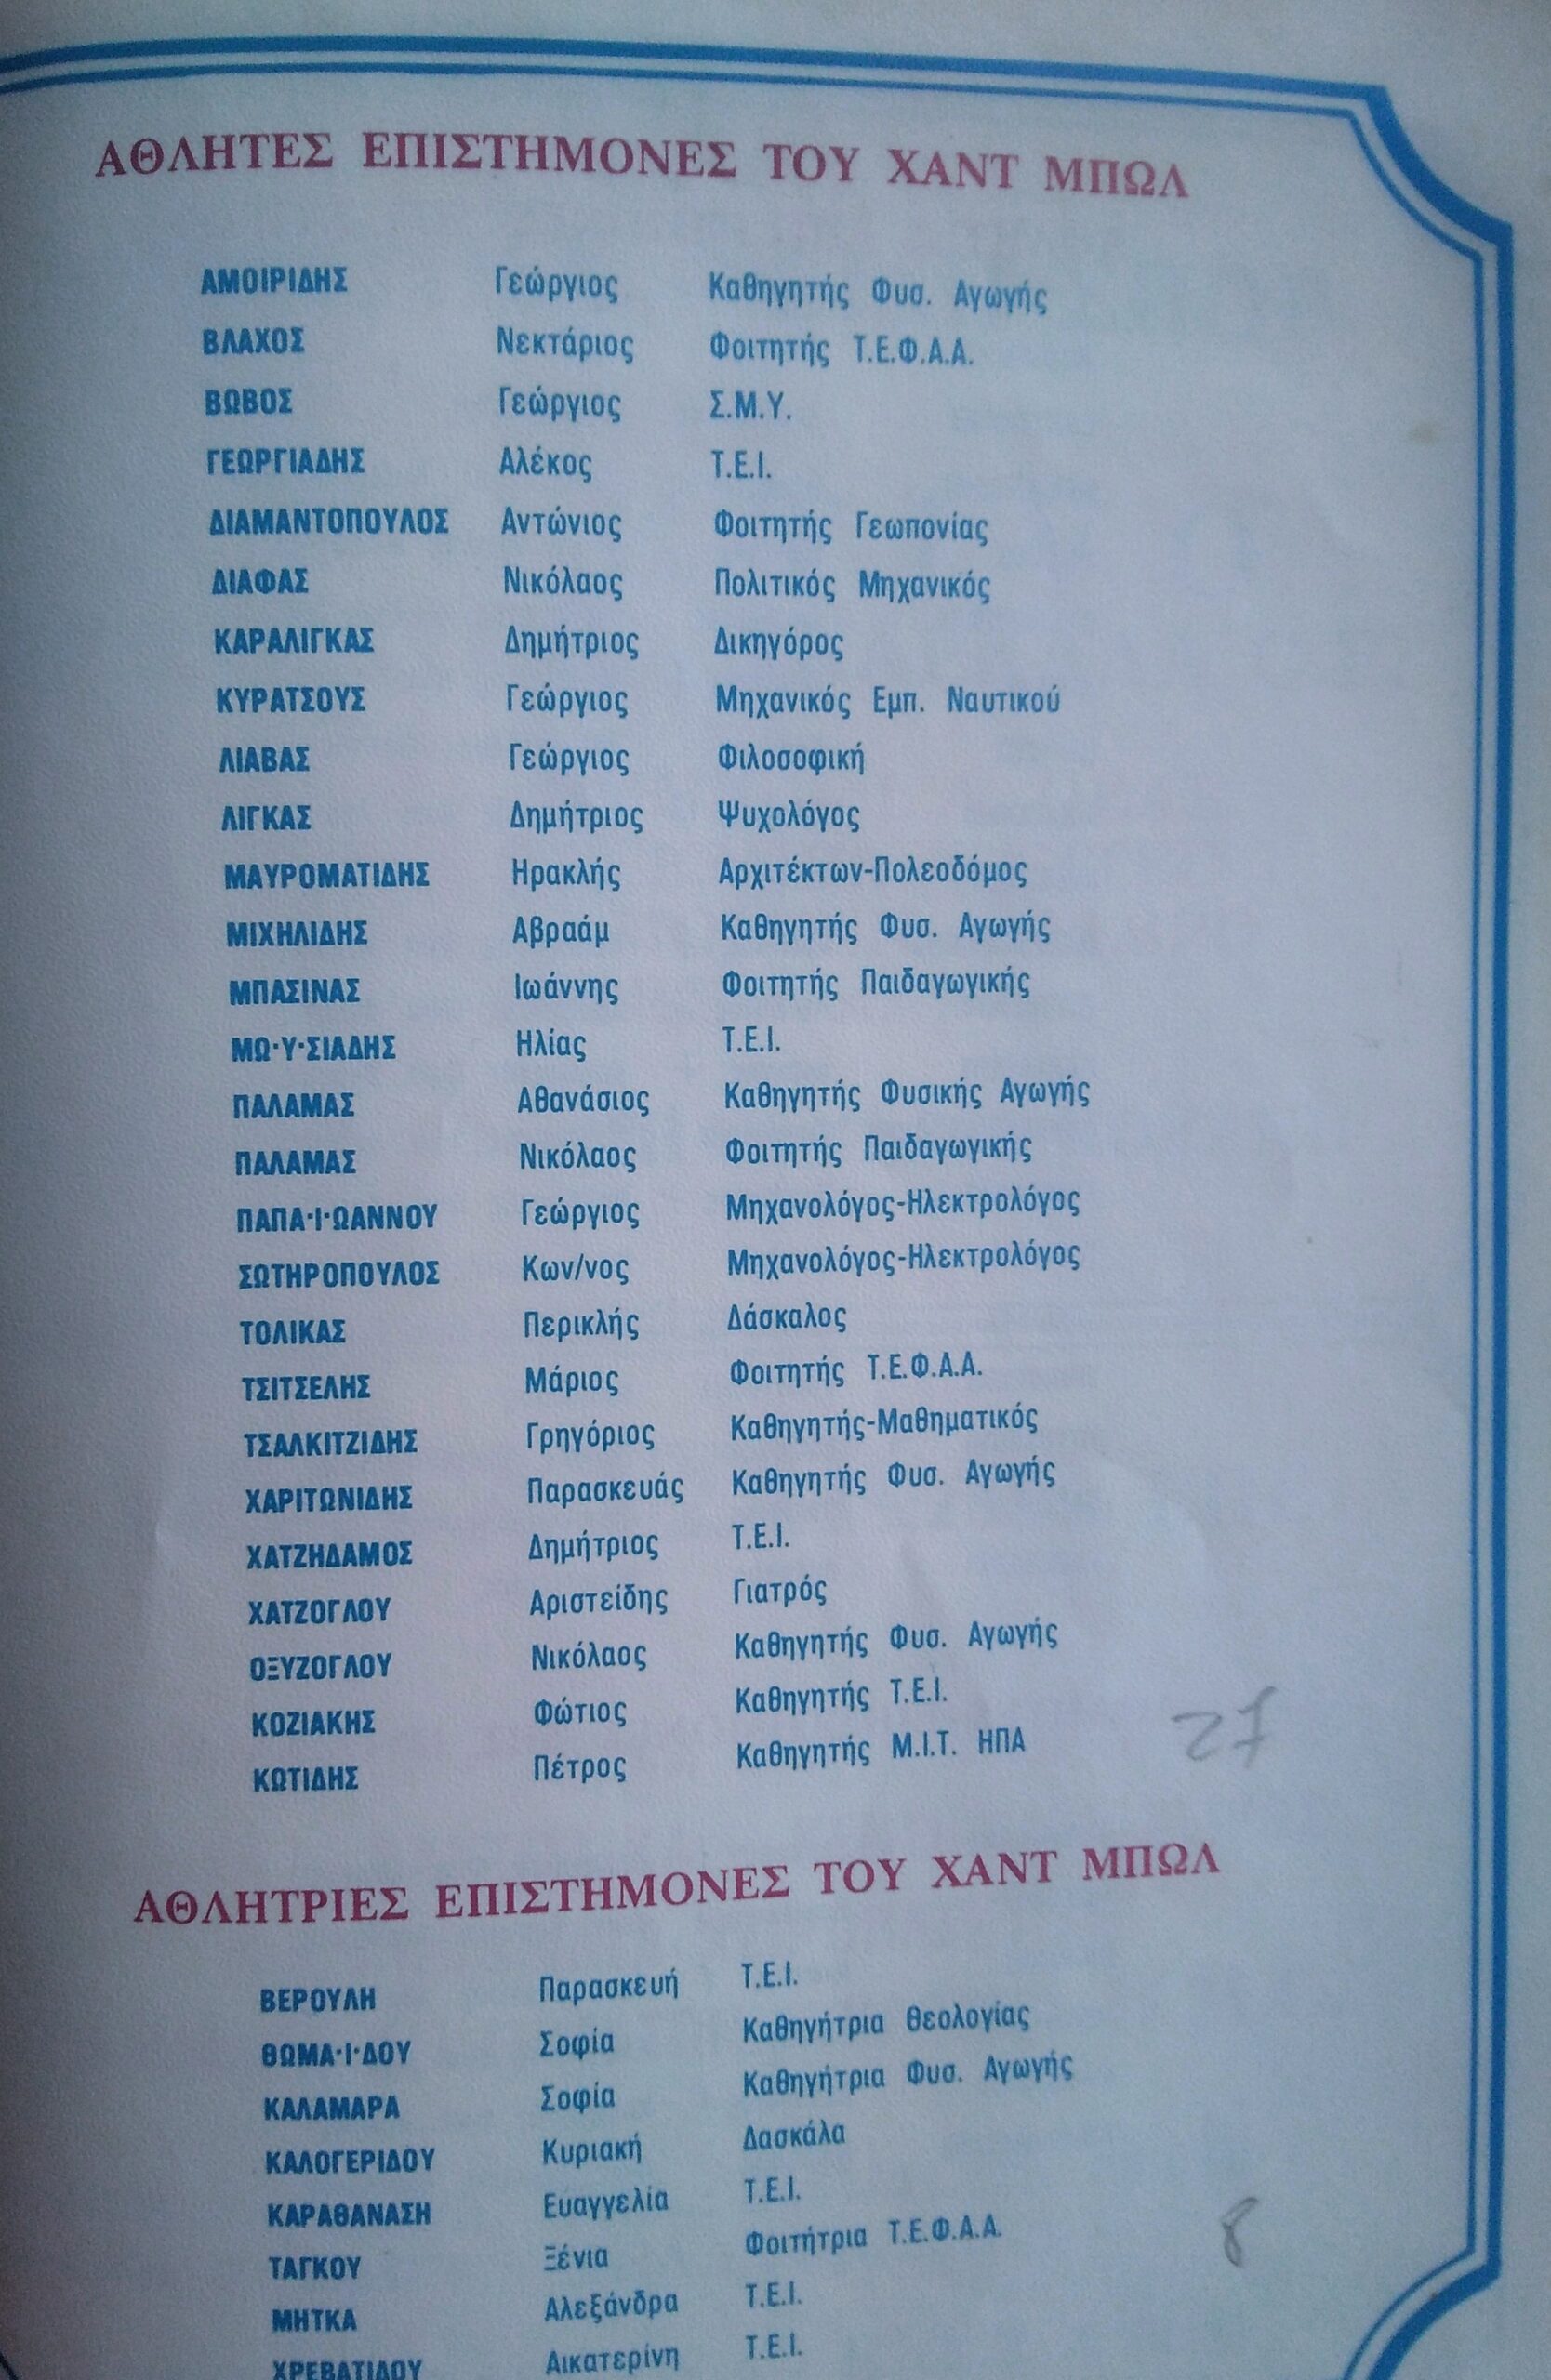 ΑΘΛΗΤΕΣ ΕΠΙΣΤΗΜΟΝΕΣ ΤΟΥ ΧΑΝΤ ΜΠΩΛ
ΑΜΟΙΡΙΔΗΣ Γεώργιος Καθηγητής Φυσ. Αγωγής
ΒΛΑΧΟΣ Νεκτάριος Φοιτητής Τ.Ε.Φ.Α.Α.
ΒΩΒΟΣ Γεώργιος Σ.Μ.Υ.
ΓΕΩΡΓΙΑΔΗΣ Αλέκος Τ.Ε.Ι.
ΔΙΑΜΑΝΤΟΠΟΥΛΟΣ Αντώνιος Φοιτητής Γεωπονίας
ΔΙΑΦΑΣ Νικόλαος Πολιτικός Μηχανικός
ΚΑΡΑΛΙΓΚΑΣ Δημήτριος Δικηγόρος
ΚΥΡΑΤΣΟΥΣ Γεώργιος Μηχανικός Εμπ. Ναυτικού
ΛΙΑΒΑΣ Γεώργιος Φιλοσοφική
ΛΙΓΚΑΣ Δημήτριος Ψυχολόγος
ΜΑΥΡΟΜΑΤΙΔΗΣ Ηρακλής Αρχιτέκτων-Πολεοδόμος
ΜΙΧΗΛΙΔΗΣ Αβραάμ Καθηγητής Φυσ. Αγωγής
ΜΠΑΣΙΝΑΣ Ιωάννης Φοιτητής Παιδαγωγικής
ΜΩ·Υ·ΣΙΑΔΗΣ Ηλίας Τ.Ε.Ι.
ΠΑΛΑΜΑΣ Αθανάσιος Καθηγητής Φυσικής Αγωγής
ΠΑΛΑΜΑΣ Νικόλαος Φοιτητής Παιδαγωγικής
ΠΑΠΑ·Ι·ΩΑΝΝΟΥ Γεώργιος Μηχανολόγος-Ηλεκτρολόγος
ΣΩΤΗΡΟΠΟΥΛΟΣ Κων/νος Μηχανολόγος-Ηλεκτρολόγος
ΤΟΛΙΚΑΣ Περικλής Δάσκαλος
ΤΣΙΤΣΕΛΗΣ Μάριος Φοιτητής Τ.Ε.Φ.Α.Α.
ΤΣΑΛΚΙΤΖΙΔΗΣ Γρηγόριος Καθηγητής-Μαθηματικός
ΧΑΡΙΤΩΝΙΔΗΣ Παρασκευάς Καθηγητής Φυσ. Αγωγής
ΧΑΤΖΗΔΑΜΟΣ Δημήτριος Τ.Ε.Ι.
ΧΑΤΖΟΓΛΟΥ Αριστείδης Γιατρός
ΟΞΥΖΟΓΛΟΥ Νικόλαος Καθηγητής Φυσ. Αγωγής
ΚΟΖΙΑΚΗΣ Φώτιος Καθηγητής Τ.Ε.Ι.
ΚΩΤΙΔΗΣ Πέτρος Καθηγητής Μ.Ι.Τ. ΗΠΑ
27
ΑΘΛΗΤΡΙΕΣ ΕΠΙΣΤΗΜΟΝΕΣ ΤΟΥ ΧΑΝΤ ΜΠΩΛ
ΒΕΡΟΥΛΗ Παρασκευή Τ.Ε.Ι.
ΘΩΜΑ·Ι·ΔΟΥ Σοφία Καθηγήτρια Θεολογίας
ΚΑΛΑΜΑΡΑ Σοφία Καθηγήτρια Φυσ. Αγωγής
ΚΑΛΟΓΕΡΙΔΟΥ Κυριακή Δασκάλα
ΚΑΡΑΘΑΝΑΣΗ Ευαγγελία Τ.Ε.Ι.
ΤΑΓΚΟΥ Ξένια Φοιτήτρια Τ.Ε.Φ.Α.Α.
8
ΜΗΤΚΑ Αλεξάνδρα Τ.Ε.Ι.
ΧΡΕΒΑΤΙΔΟΥ Αικατερίνη Τ.Ε.Ι.